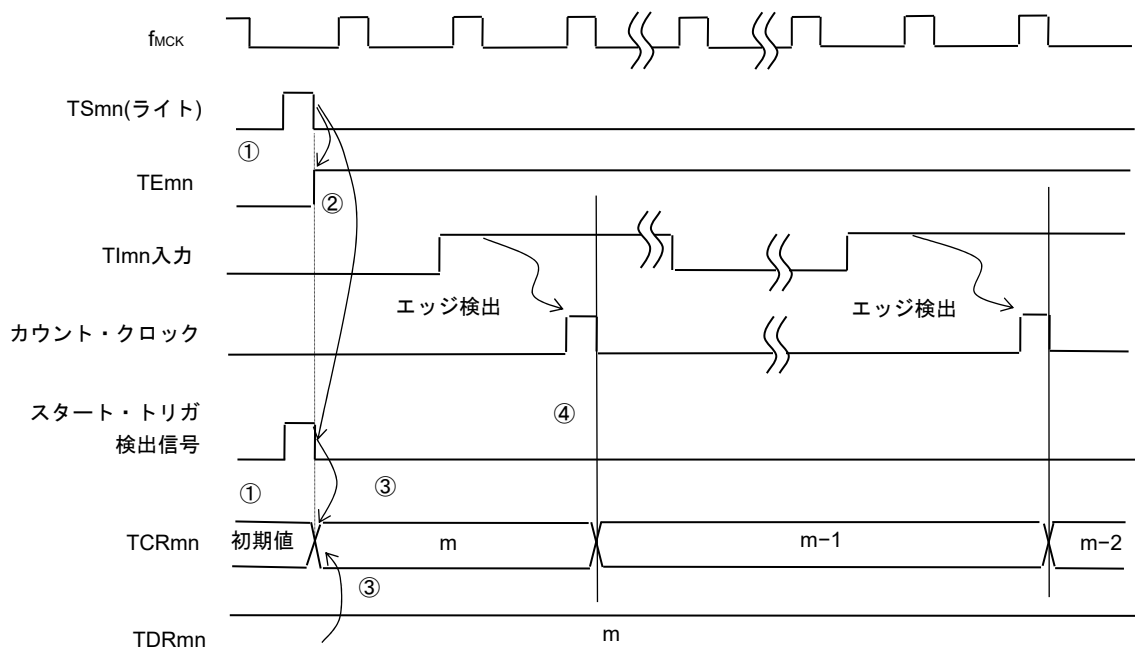 fMCK
TSmn(ライト)
①
TEmn
②
TImn入力
エッジ検出
エッジ検出
カウント・クロック
スタート・トリガ
検出信号
④
①
③
TCRmn
初期値
m
m−1
m−2
③
TDRmn
m